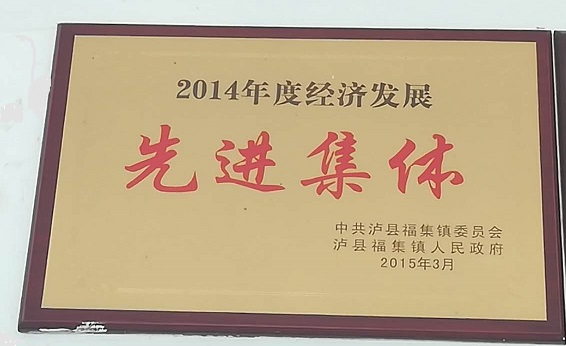 2014年度经济发展
先进集体
中共泸县福集镇委员会
泸县福集镇人民政府
2015年3月